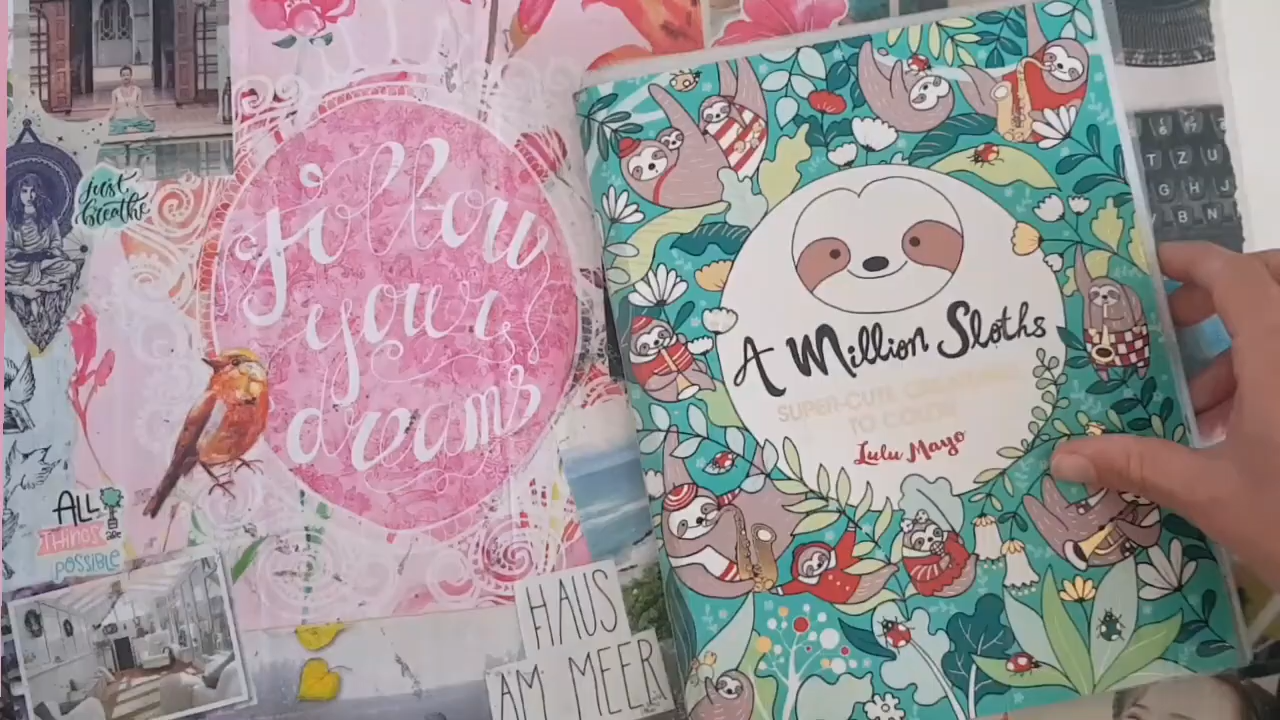 just
breathe
follow
your
dreams
ALL
THINGS are
POSSIBLE
HAUS
AM MEER
A Million Sloths
SUPER-CUTE CREATURES
TO COLOR
Lulu Mayo
T Z U
G H J
V B N